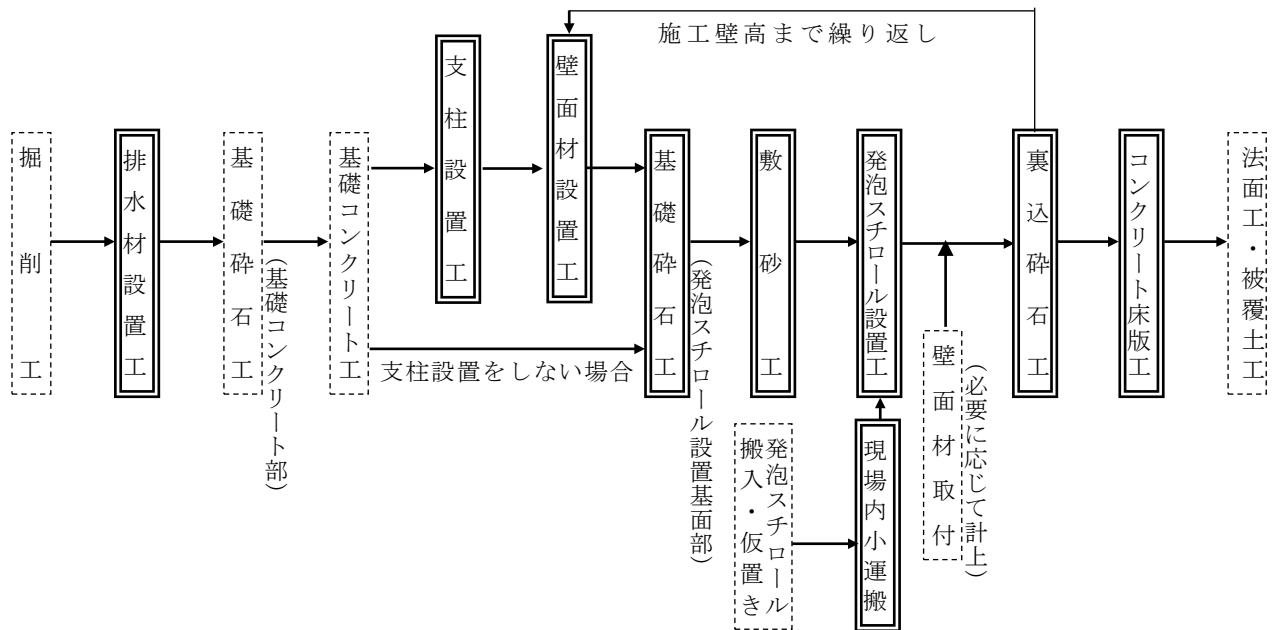 施工壁高まで繰り返し
掘削工
排水材設置工
基礎砕石工
(基礎コンクリート部)
基礎コンクリート工
支柱設置工
壁面材設置工
支柱設置をしない場合
基礎砕石工
(発泡スチロール設置基面部)
敷砂工
発泡スチロール設置工
発泡スチロール
搬入・仮置き
現場内小運搬
壁面材取付
(必要に応じて計上)
裏込砕石工
コンクリート床版工
法面工・被覆土工